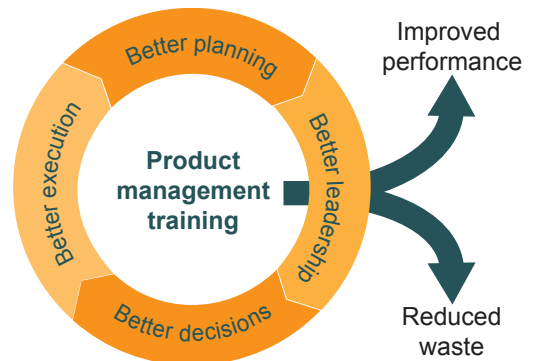 Better planning
Better leadership
Better decisions
Better execution
Product
management
training
Improved
performance
Reduced
waste